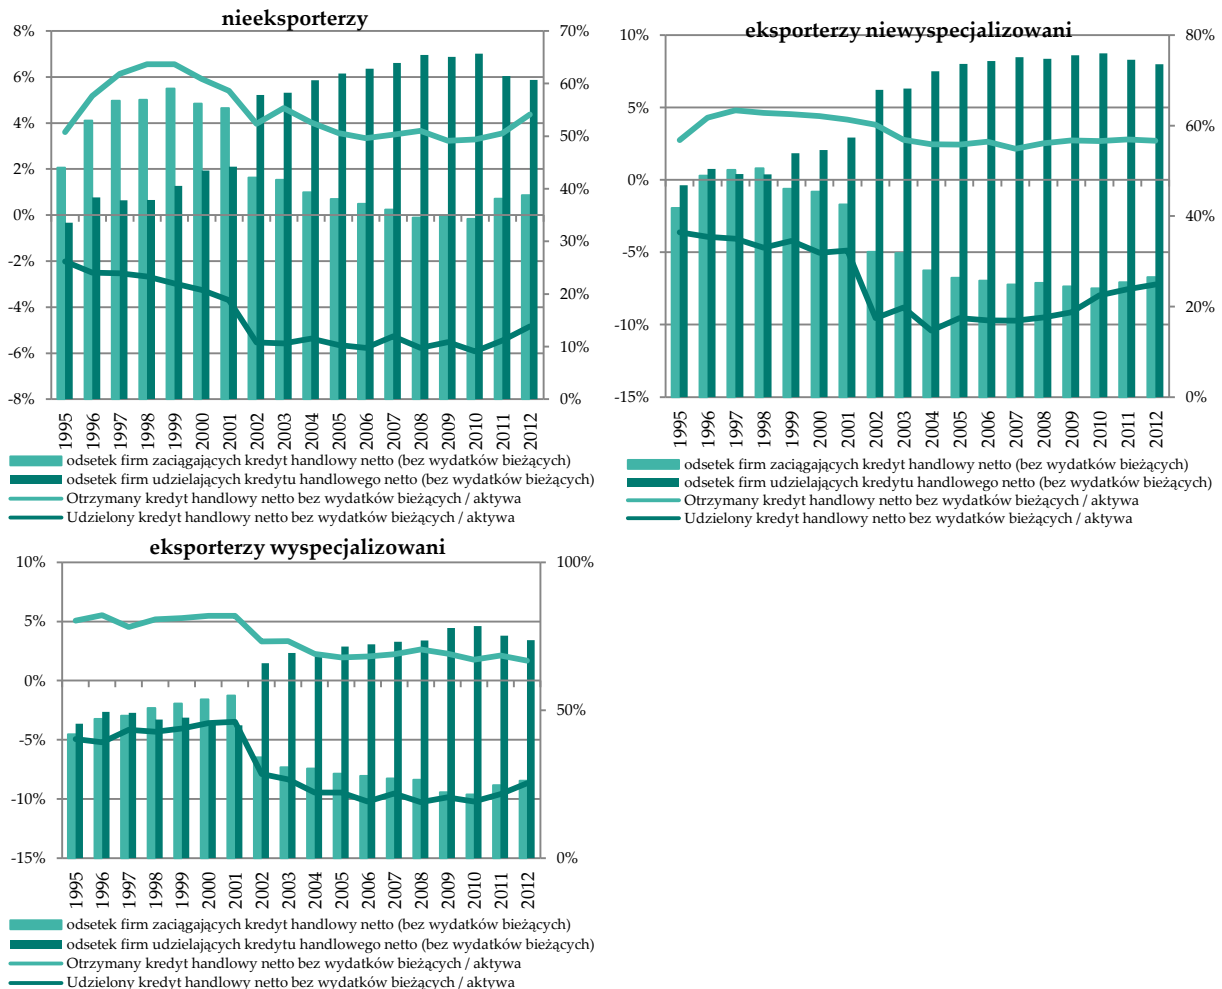 nieeksporterzy
8%
6%
4%
2%
0%
-2%
-4%
-6%
-8%
70%
60%
50%
40%
30%
20%
10%
0%
1995 1996 1997 1998 1999 2000 2001 2002 2003 2004 2005 2006 2007 2008 2009 2010 2011 2012
odsetek firm zaciągających kredyt handlowy netto (bez wydatków bieżących)
odsetek firm udzielających kredytu handlowego netto (bez wydatków bieżących)
Otrzymany kredyt handlowy netto bez wydatków bieżących / aktywa
Udzielony kredyt handlowy netto bez wydatków bieżących / aktywa
eksporterzy niewyspecjalizowani
10%
5%
0%
-5%
-10%
-15%
80%
60%
40%
20%
0%
1995 1996 1997 1998 1999 2000 2001 2002 2003 2004 2005 2006 2007 2008 2009 2010 2011 2012
odsetek firm zaciągających kredyt handlowy netto (bez wydatków bieżących)
odsetek firm udzielających kredytu handlowego netto (bez wydatków bieżących)
Otrzymany kredyt handlowy netto bez wydatków bieżących / aktywa
Udzielony kredyt handlowy netto bez wydatków bieżących / aktywa
eksporterzy wyspecjalizowani
10%
5%
0%
-5%
-10%
-15%
100%
50%
0%
1995 1996 1997 1998 1999 2000 2001 2002 2003 2004 2005 2006 2007 2008 2009 2010 2011 2012
odsetek firm zaciągających kredyt handlowy netto (bez wydatków bieżących)
odsetek firm udzielających kredytu handlowego netto (bez wydatków bieżących)
Otrzymany kredyt handlowy netto bez wydatków bieżących / aktywa
Udzielony kredyt handlowy netto bez wydatków bieżących / aktywa